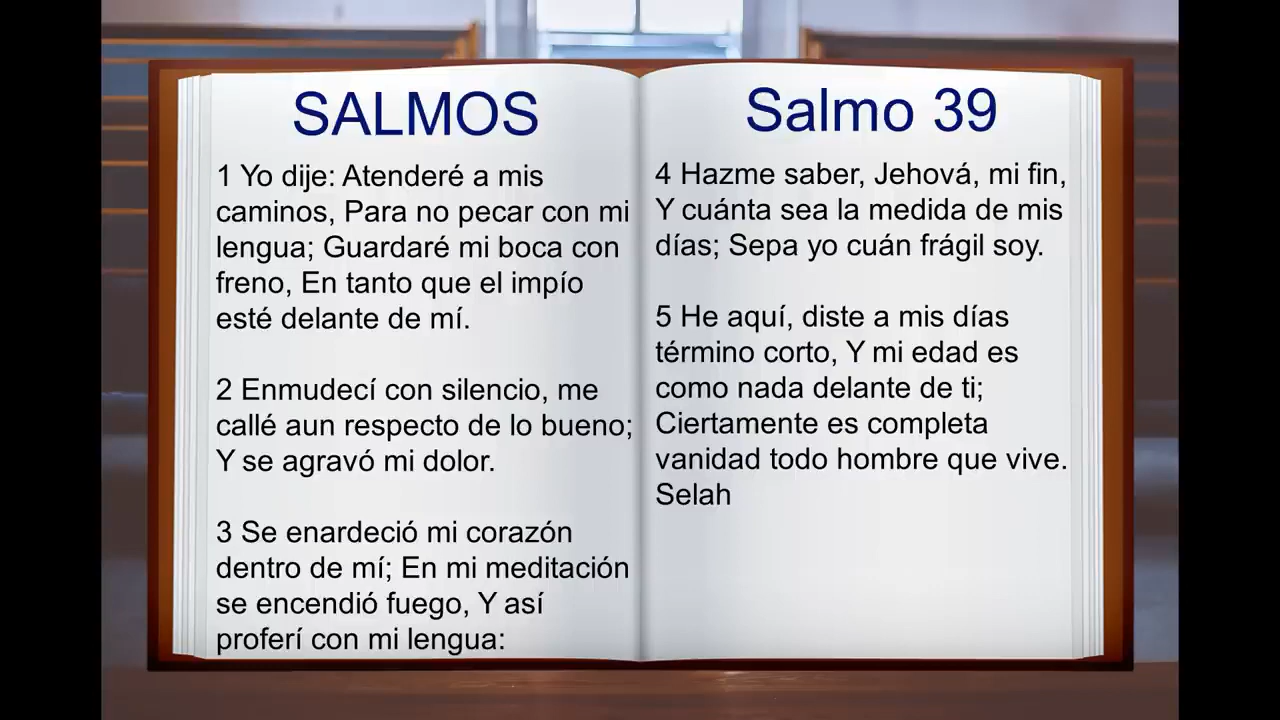 SALMOS
1 Yo dije: Atenderé a mis
caminos, Para no pecar con mi
lengua; Guardaré mi boca con
freno, En tanto que el impío
esté delante de mí.
2 Enmudecí con silencio, me
callé aun respecto de lo bueno;
Y se agravó mi dolor.
3 Se enardeció mi corazón
dentro de mí; En mi meditación
se encendió fuego, Y así
proferí con mi lengua:
Salmo 39
4 Hazme saber, Jehová, mi fin,
Y cuánta sea la medida de mis
días; Sepa yo cuán frágil soy.
5 He aquí, diste a mis días
término corto, Y mi edad es
como nada delante de ti;
Ciertamente es completa
vanidad todo hombre que vive.
Selah